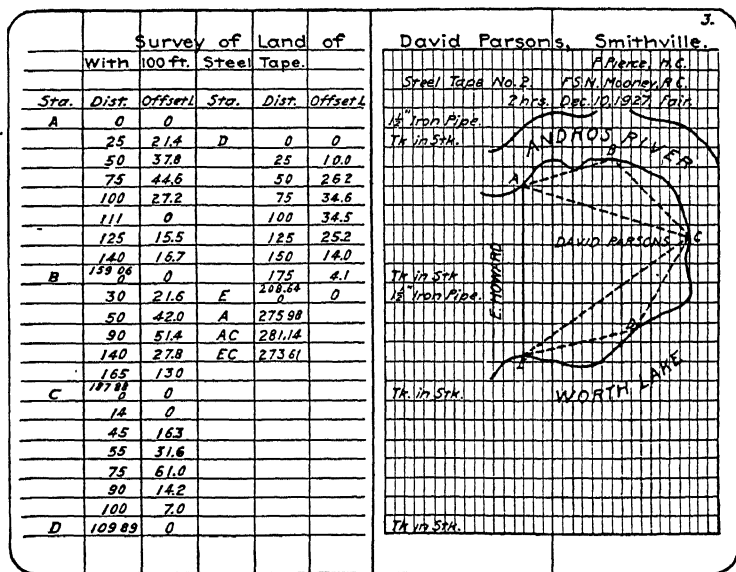 3.
Survey of Land of David Parsons, Smithville.
With 100 ft. Steel Tape. P. Pierce, H.C.
Steel Tape No. 2. F.S.N. Mooney, R.C.
Sta. Dist. Offset L Sta. Dist. Offset L 2 hrs. Dec. 10, 1927, Fair.
A 0 0 1½" Iron Pipe.
25 21.4 D 0 0 Tk in Stk.
50 37.8 25 10.0
75 44.6 50 26.2
100 27.2 75 34.6
111 0 100 34.5
125 15.5 125 25.2
140 16.7 150 14.0
B 159.06 0 0 175 4.1 Tk in Stk
30 21.6 E 208.64 0 0 1½" Iron Pipe.
50 42.0 A 275.98
90 51.4 AC 281.14
140 27.8 EC 273.61
165 13.0
C 187.88 0 0 Tk. in Stk.
14 0
45 16.3
55 31.6
75 61.0
90 14.2
100 7.0
D 109.89 0 Tk in Stk.
ANDROS RIVER
A
B
C
DAVID PARSONS
E. HOWARD
D
E
WORTH LAKE